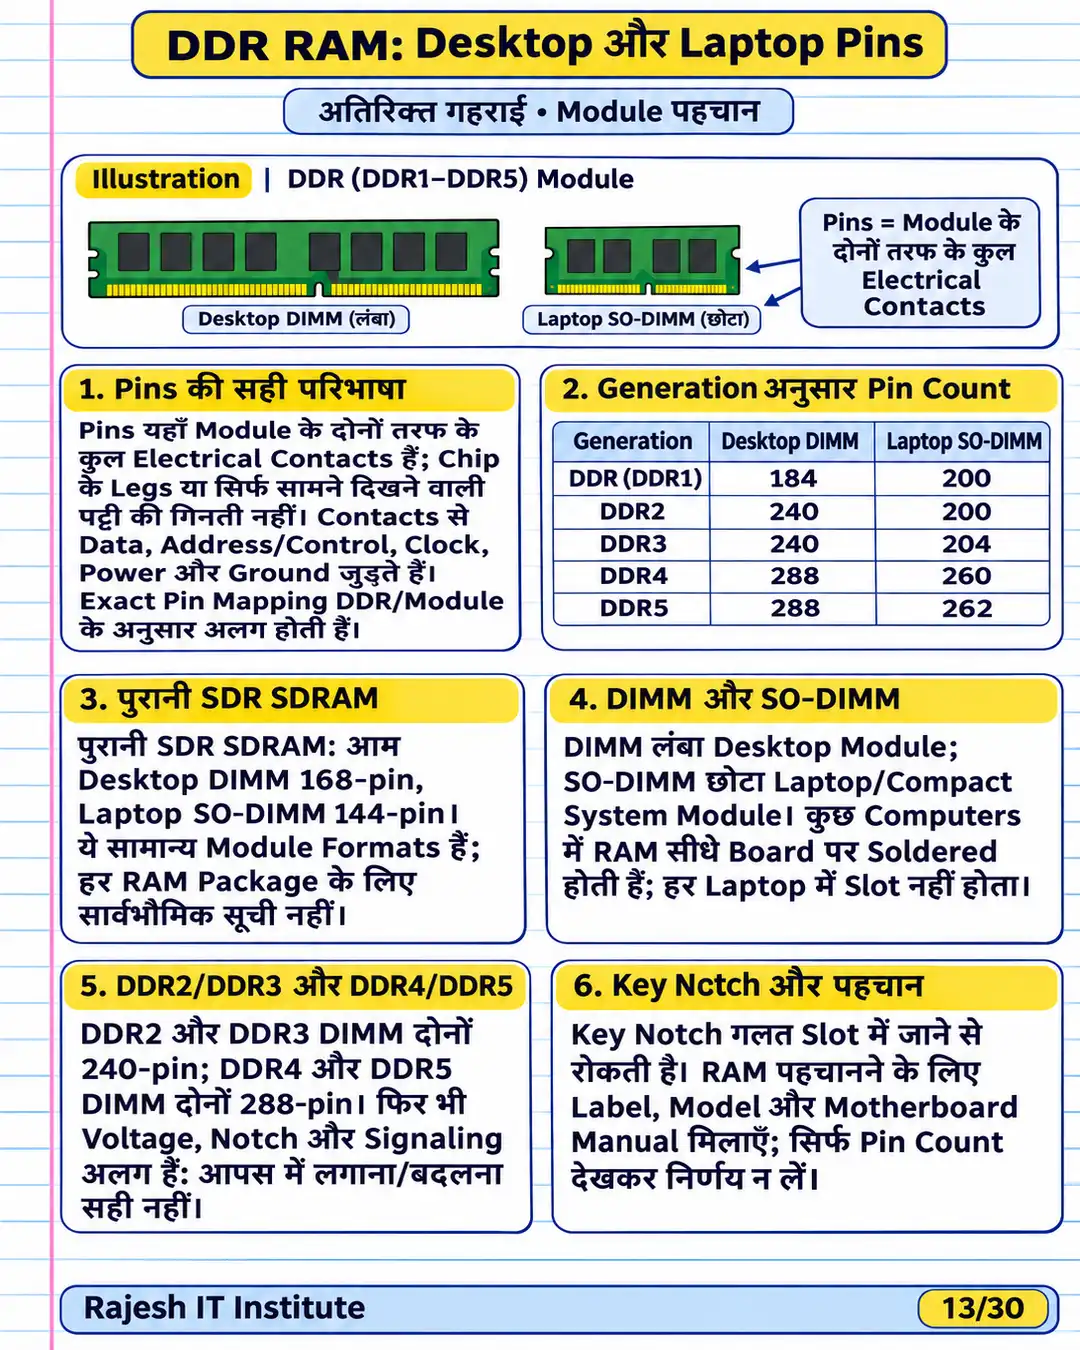 DDR RAM: Desktop और Laptop Pins
अतिरिक्त गहराई • Module पहचान
Illustration | DDR (DDR1–DDR5) Module
Pins = Module के
दोनों तरफ के कुल
Electrical
Contacts
Desktop DIMM (लंबा)
Laptop SO-DIMM (छोटा)
1. Pins की सही परिभाषा
Pins यहाँ Module के दोनों तरफ के
कुल Electrical Contacts हैं; Chip
के Legs या सिर्फ सामने दिखने वाली
पट्टी की गिनती नहीं। Contacts से
Data, Address/Control, Clock,
Power और Ground जुड़ते हैं।
Exact Pin Mapping DDR/Module
के अनुसार अलग होती हैं।
2. Generation अनुसार Pin Count
Generation Desktop DIMM Laptop SO-DIMM
DDR (DDR1) 184 200
DDR2 240 200
DDR3 240 204
DDR4 288 260
DDR5 288 262
3. पुरानी SDR SDRAM
पुरानी SDR SDRAM: आम
Desktop DIMM 168-pin,
Laptop SO-DIMM 144-pin।
ये सामान्य Module Formats हैं;
हर RAM Package के लिए
सार्वभौमिक सूची नहीं।
4. DIMM और SO-DIMM
DIMM लंबा Desktop Module;
SO-DIMM छोटा Laptop/Compact
System Module। कुछ Computers
में RAM सीधे Board पर Soldered
होती हैं; हर Laptop में Slot नहीं होता।
5. DDR2/DDR3 और DDR4/DDR5
DDR2 और DDR3 DIMM दोनों
240-pin; DDR4 और DDR5
DIMM दोनों 288-pin। फिर भी
Voltage, Notch और Signaling
अलग हैं: आपस में लगाना/बदलना
सही नहीं।
6. Key Nctch और पहचान
Key Notch गलत Slot में जाने से
रोकती है। RAM पहचानने के लिए
Label, Model और Motherboard
Manual मिलाएँ; सिर्फ Pin Count
देखकर निर्णय न लें।
Rajesh IT Institute
13/30